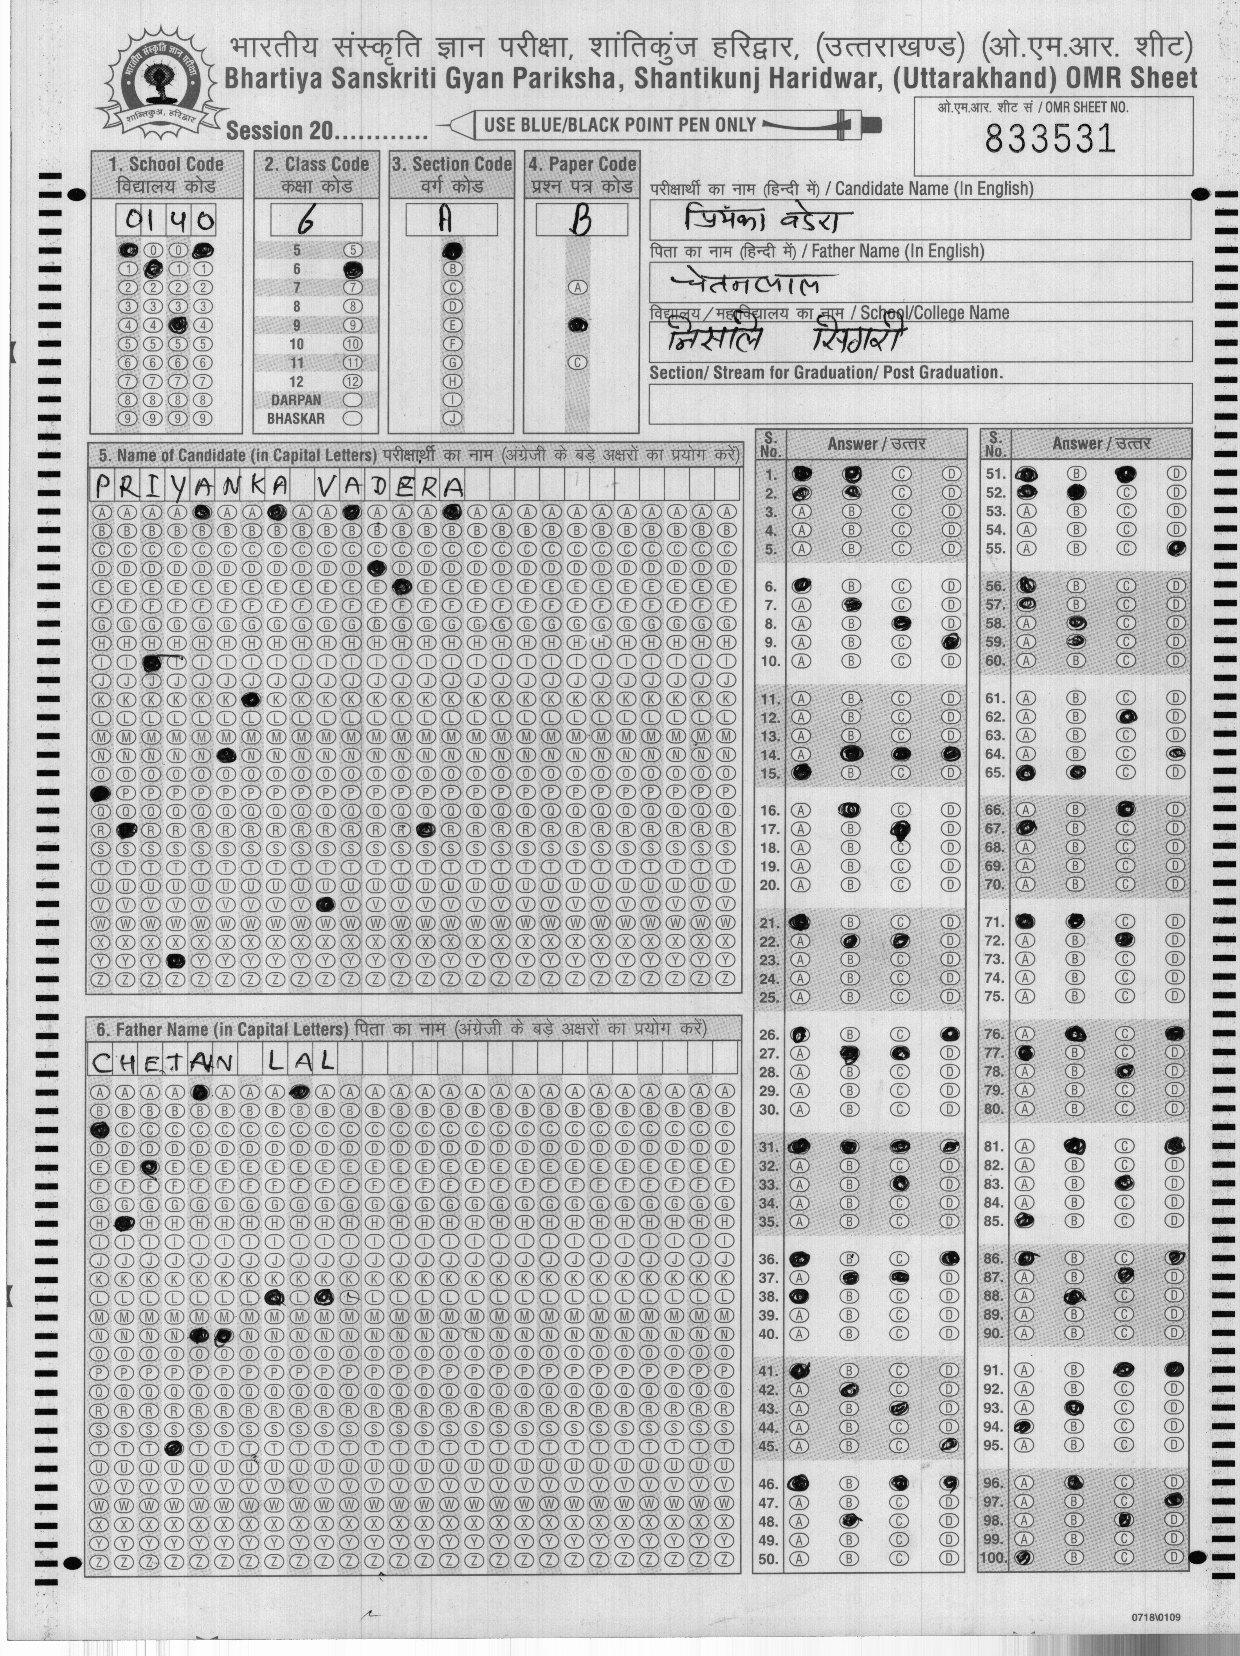 भारतीय संस्कृति ज्ञान परीक्षा, शांतिकुंज हरिद्वार, (उत्तराखण्ड) (ओ.एम.आर. शीट)
Bhartiya Sanskriti Gyan Pariksha, Shantikunj Haridwar, (Uttarakhand) OMR Sheet
Session 20............
USE BLUE/BLACK POINT PEN ONLY
ओ.एम.आर. शीट सं / OMR SHEET NO.
833531
1. School Code
विद्यालय कोड
0140
2. Class Code
कक्षा कोड
6
5
6
7
8
9
10
11
12
DARPAN
BHASKAR
3. Section Code
वर्ग कोड
A
4. Paper Code
प्रश्न पत्र कोड
B
परीक्षार्थी का नाम (हिन्दी में) / Candidate Name (In English)
प्रियंका वडेरा
पिता का नाम (हिन्दी में) / Father Name (In English)
चेतनलाल
विद्यालय/महाविद्यालय का नाम / School/College Name
Section/ Stream for Graduation/ Post Graduation.
5. Name of Candidate (in Capital Letters) परीक्षार्थी का नाम (अंग्रेजी के बड़े अक्षरों का प्रयोग करें)
PRIYANKA VADERA
6. Father Name (in Capital Letters) पिता का नाम (अंग्रेजी के बड़े अक्षरों का प्रयोग करें)
CHETAN LAL
S. No. Answer / उत्तर
S. No. Answer / उत्तर
0718\0109